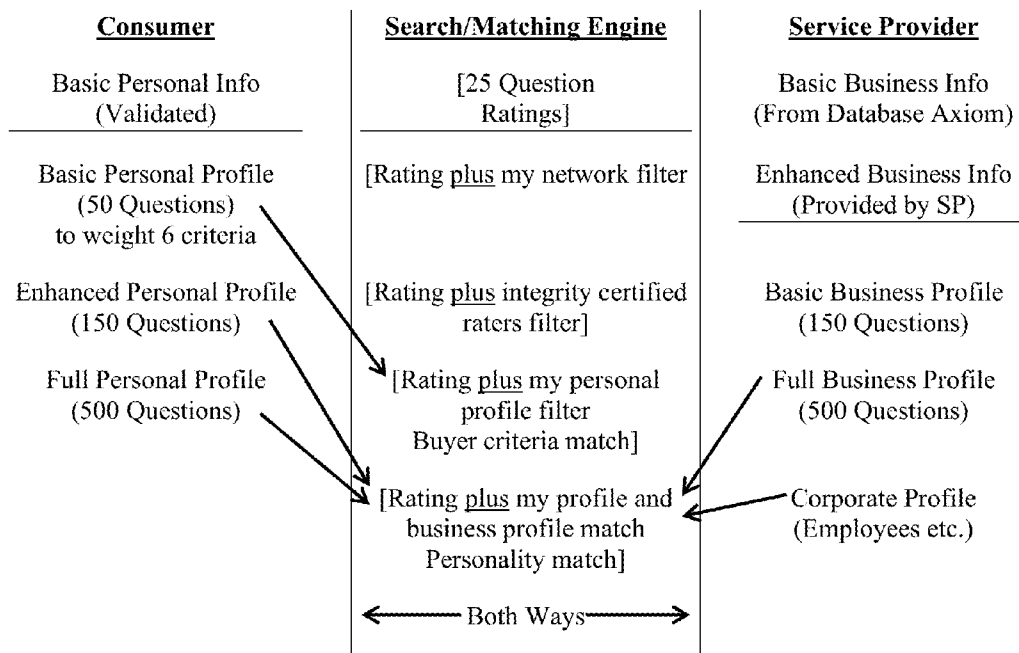 Consumer
Basic Personal Info
(Validated)
Basic Personal Profile
(50 Questions)
to weight 6 criteria
Enhanced Personal Profile
(150 Questions)
Full Personal Profile
(500 Questions)
Search/Matching Engine
[25 Question
Ratings]
[Rating plus my network filter
[Rating plus integrity certified
raters filter]
[Rating plus my personal
profile filter
Buyer criteria match]
[Rating plus my profile and
business profile match
Personality match]
Both Ways
Service Provider
Basic Business Info
(From Database Axiom)
Enhanced Business Info
(Provided by SP)
Basic Business Profile
(150 Questions)
Full Business Profile
(500 Questions)
Corporate Profile
(Employees etc.)